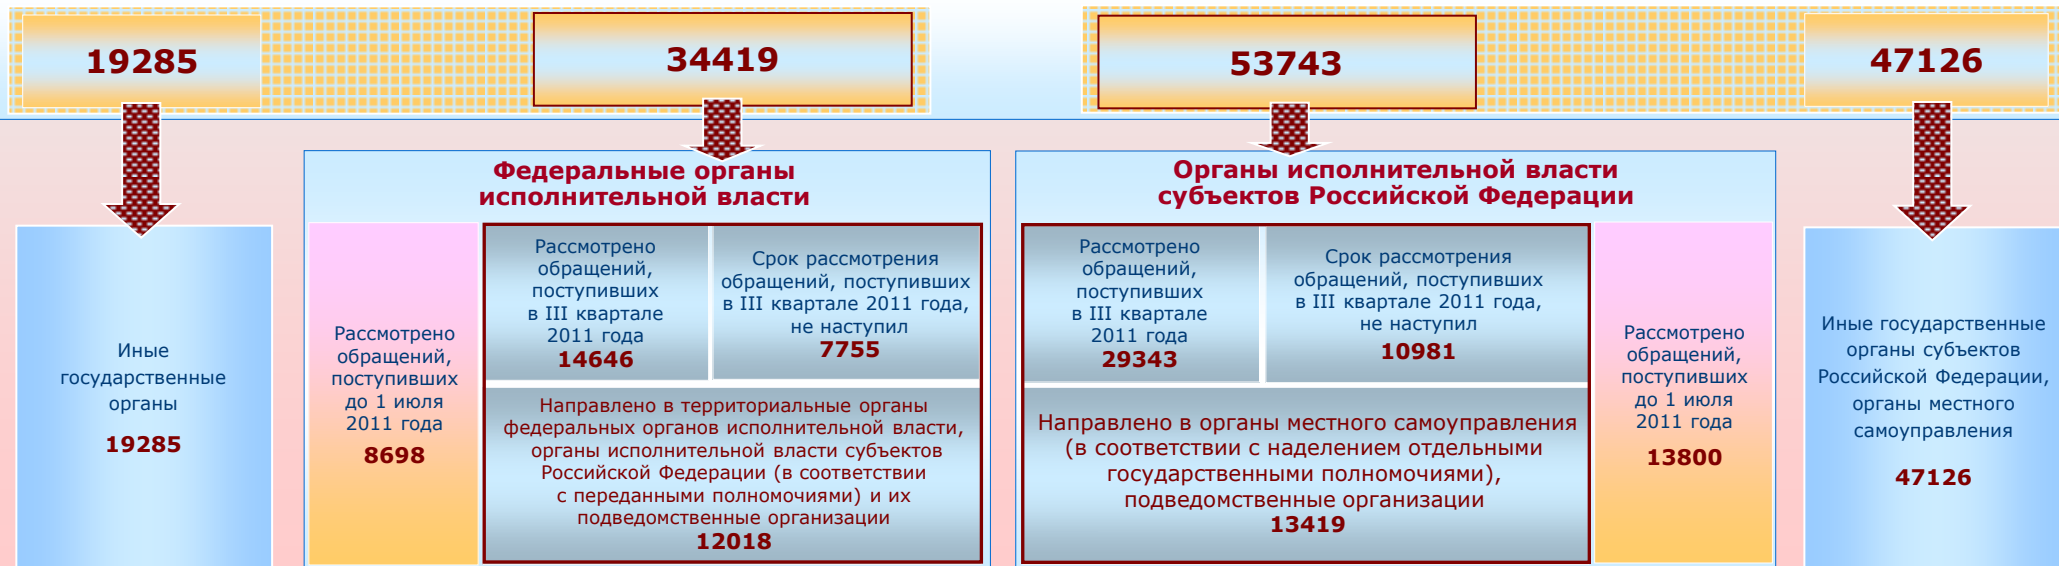 19285
34419
53743
47126
Федеральные органы
исполнительной власти
Органы исполнительной власти
субъектов Российской Федерации
Иные
государственные
органы
19285
Рассмотрено
обращений,
поступивших
до 1 июля
2011 года
8698
Рассмотрено
обращений,
поступивших
в III квартале
2011 года
14646
Срок рассмотрения
обращений, поступивших
в III квартале 2011 года,
не наступил
7755
Направлено в территориальные органы
федеральных органов исполнительной власти,
органы исполнительной власти субъектов
Российской Федерации (в соответствии
с переданными полномочиями) и их
подведомственные организации
12018
Рассмотрено
обращений,
поступивших
в III квартале
2011 года
29343
Срок рассмотрения
обращений, поступивших
в III квартале 2011 года,
не наступил
10981
Направлено в органы местного самоуправления
(в соответствии с наделением отдельными
государственными полномочиями),
подведомственные организации
13419
Рассмотрено
обращений,
поступивших
до 1 июля
2011 года
13800
Иные государственные
органы субъектов
Российской Федерации,
органы местного
самоуправления
47126